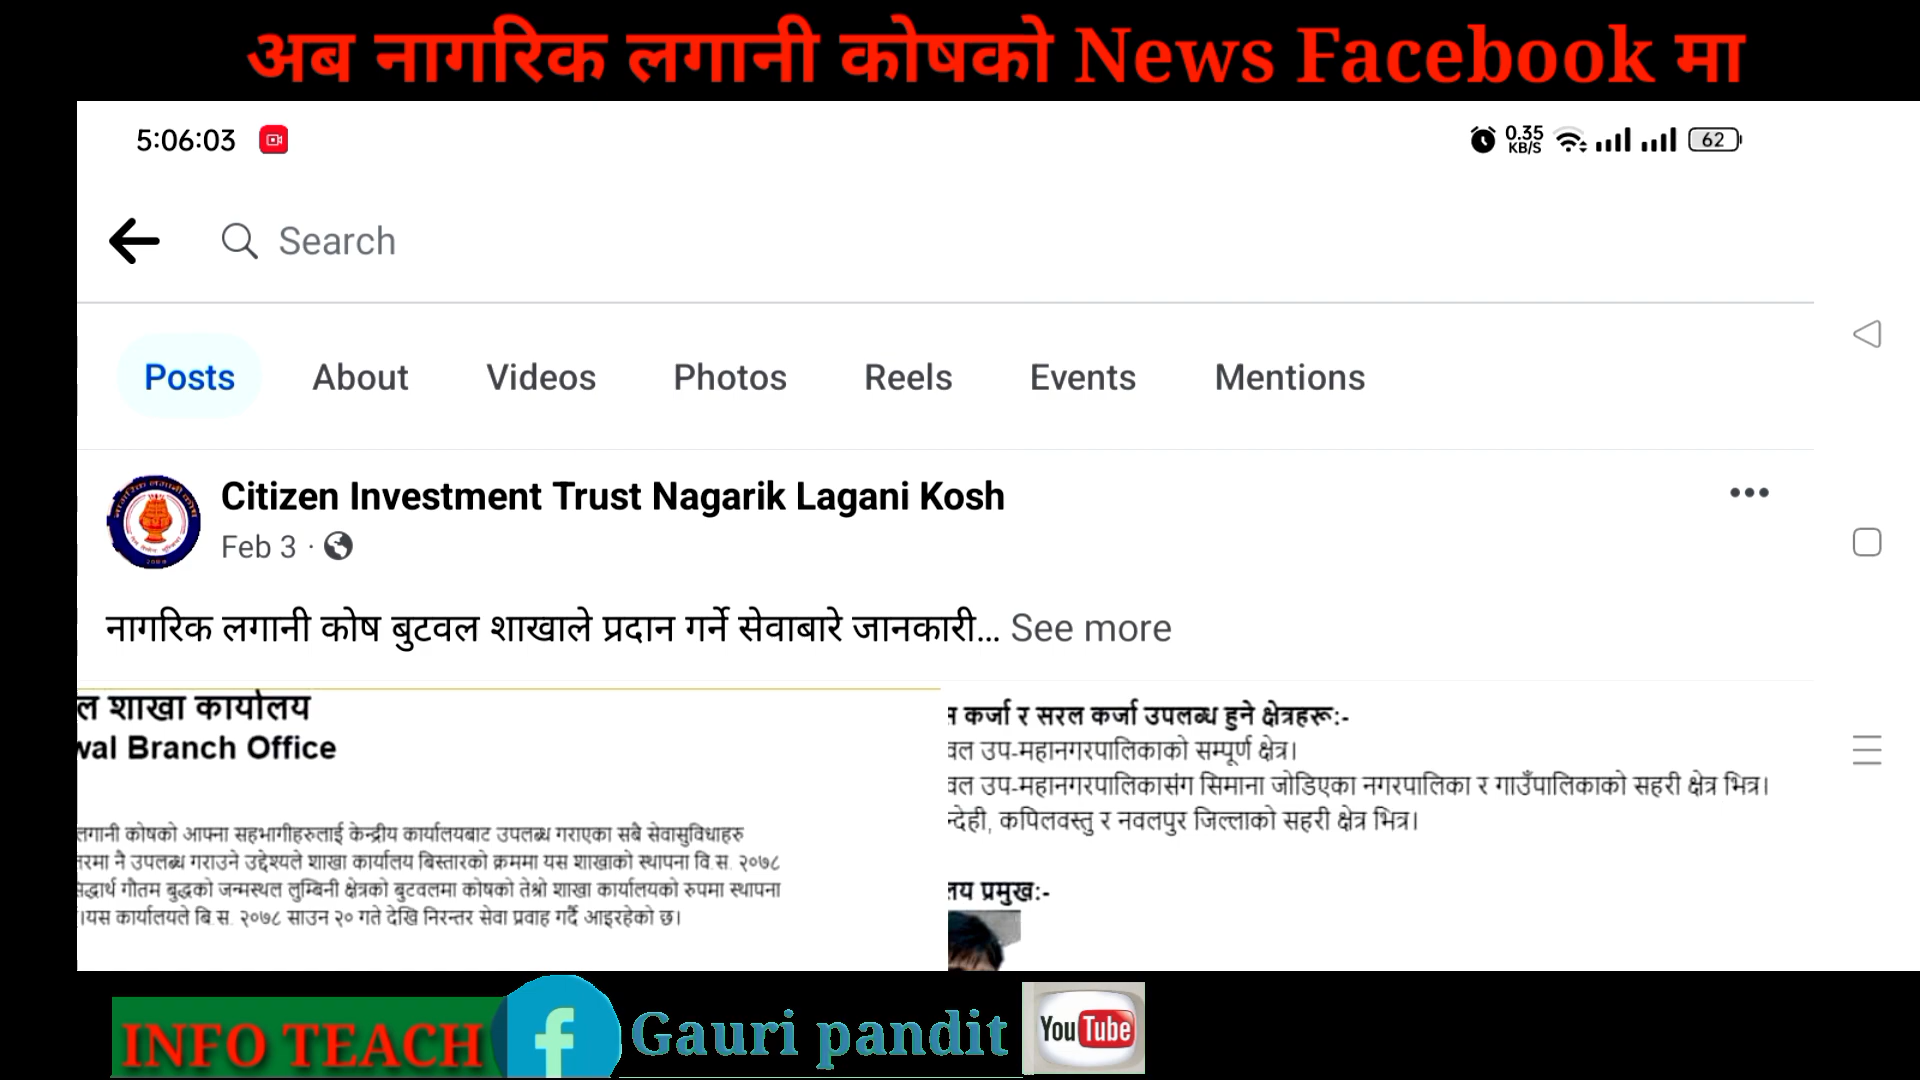 अब नागरिक लगानी कोषको News Facebook मा
5:06:03
0.35
KB/S
62
Search
Posts About Videos Photos Reels Events Mentions
Citizen Investment Trust Nagarik Lagani Kosh
Feb 3
नागरिक लगानी कोष बुटवल शाखाले प्रदान गर्ने सेवाबारे जानकारी... See more
ल शाखा कार्यालय
wal Branch Office
लगानी कोषको आफ्ना सहभागीहरुलाई केन्द्रीय कार्यालयबाट उपलब्ध गराएका सबै सेवासुविधाहरु
तरमा नै उपलब्ध गराउने उद्देश्यले शाखा कार्यालय बिस्तारको क्रममा यस शाखाको स्थापना वि.स. २०७८
सिद्धार्थ गौतम बुद्धको जन्मस्थल लुम्बिनी क्षेत्रको बुटवलमा कोषको तेश्रो शाखा कार्यालयको रुपमा स्थापना
।यस कार्यालयले बि.स. २०७८ साउन २० गते देखि निरन्तर सेवा प्रवाह गर्दै आइरहेको छ।
कर्जा र सरल कर्जा उपलब्ध हुने क्षेत्रहरू:-
वल उप-महानगरपालिकाको सम्पूर्ण क्षेत्र।
वल उप-महानगरपालिकासंग सिमाना जोडिएका नगरपालिका र गाउँपालिकाको सहरी क्षेत्र भित्र।
न्देही, कपिलवस्तु र नवलपुर जिल्लाको सहरी क्षेत्र भित्र।
लय प्रमुख:-
INFO TEACH
f
Gauri pandit
YouTube